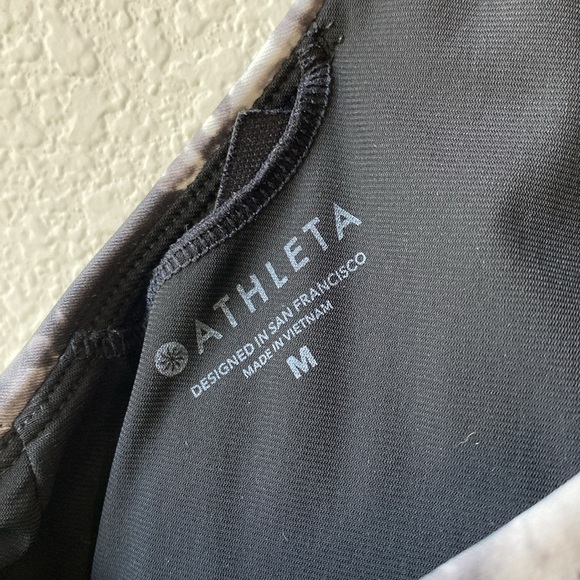 ATHLETA
DESIGNED IN SAN FRANCISCO
MADE IN VIETNAM
M